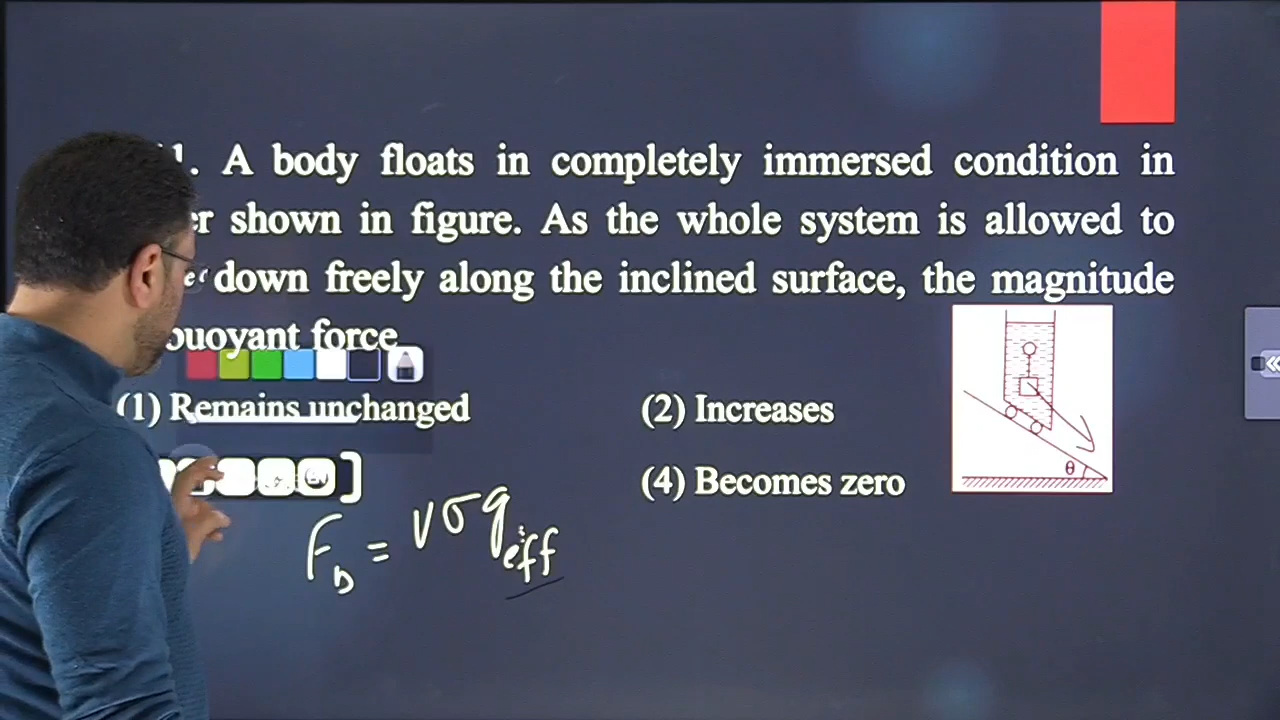 1. A body floats in completely immersed condition in
er shown in figure. As the whole system is allowed to
down freely along the inclined surface, the magnitude
buoyant force
(1) Remains unchanged
(2) Increases
(4) Becomes zero
θ
F_b = Vσg_eff